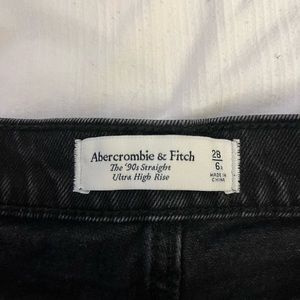 Abercrombie & Fitch
The '90s Straight
Ultra High Rise
28
6s
MADE IN
CHINA